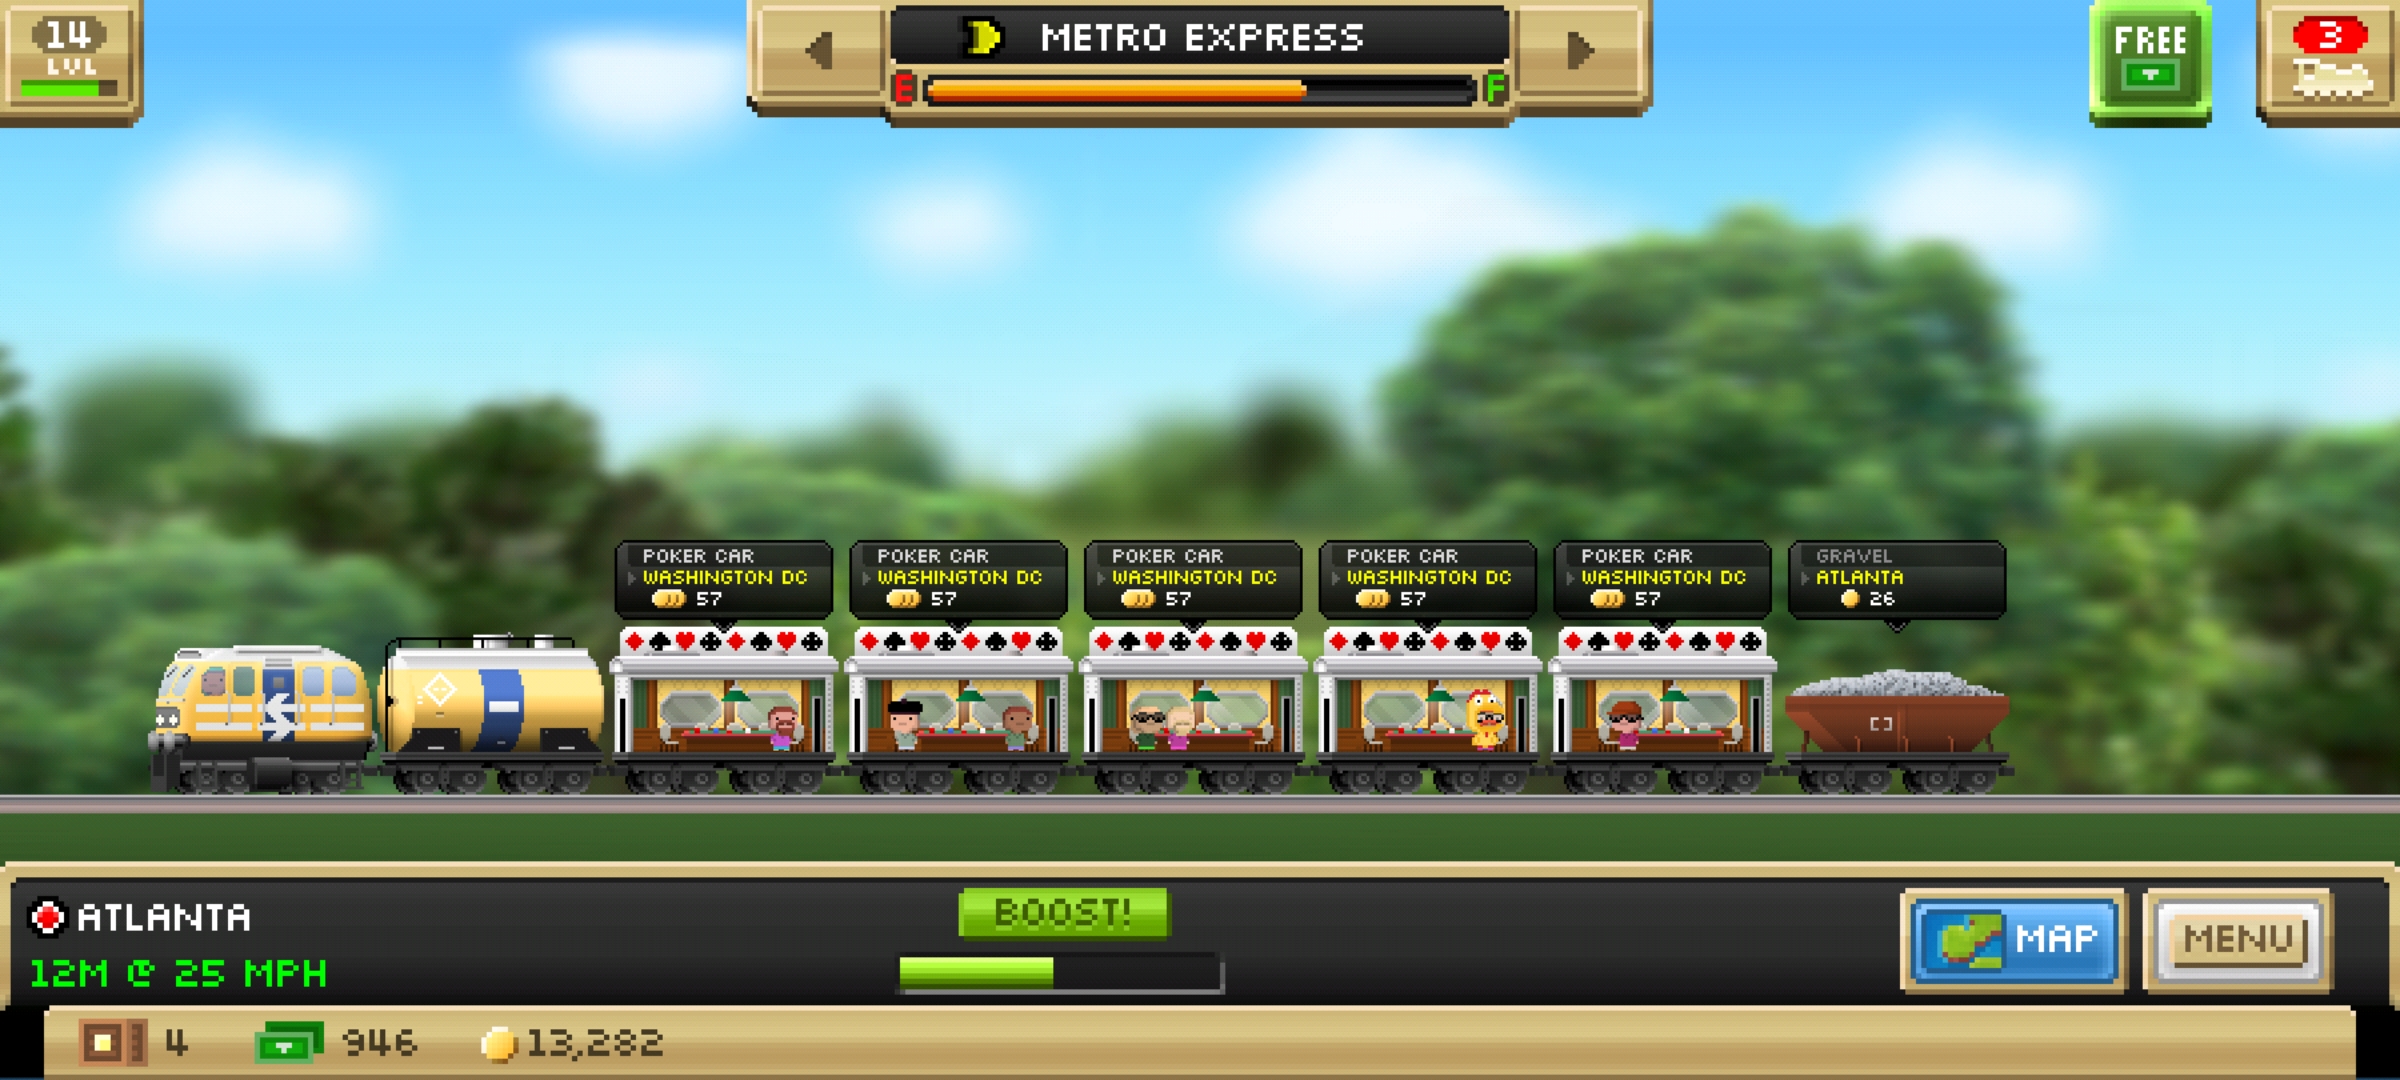 14
LVL
METRO EXPRESS
E F
FREE
3
POKER CAR
WASHINGTON DC
57
POKER CAR
WASHINGTON DC
57
POKER CAR
WASHINGTON DC
57
POKER CAR
WASHINGTON DC
57
POKER CAR
WASHINGTON DC
57
GRAVEL
ATLANTA
26
ATLANTA
12M @ 25 MPH
BOOST!
MAP
MENU
4
946
13,282